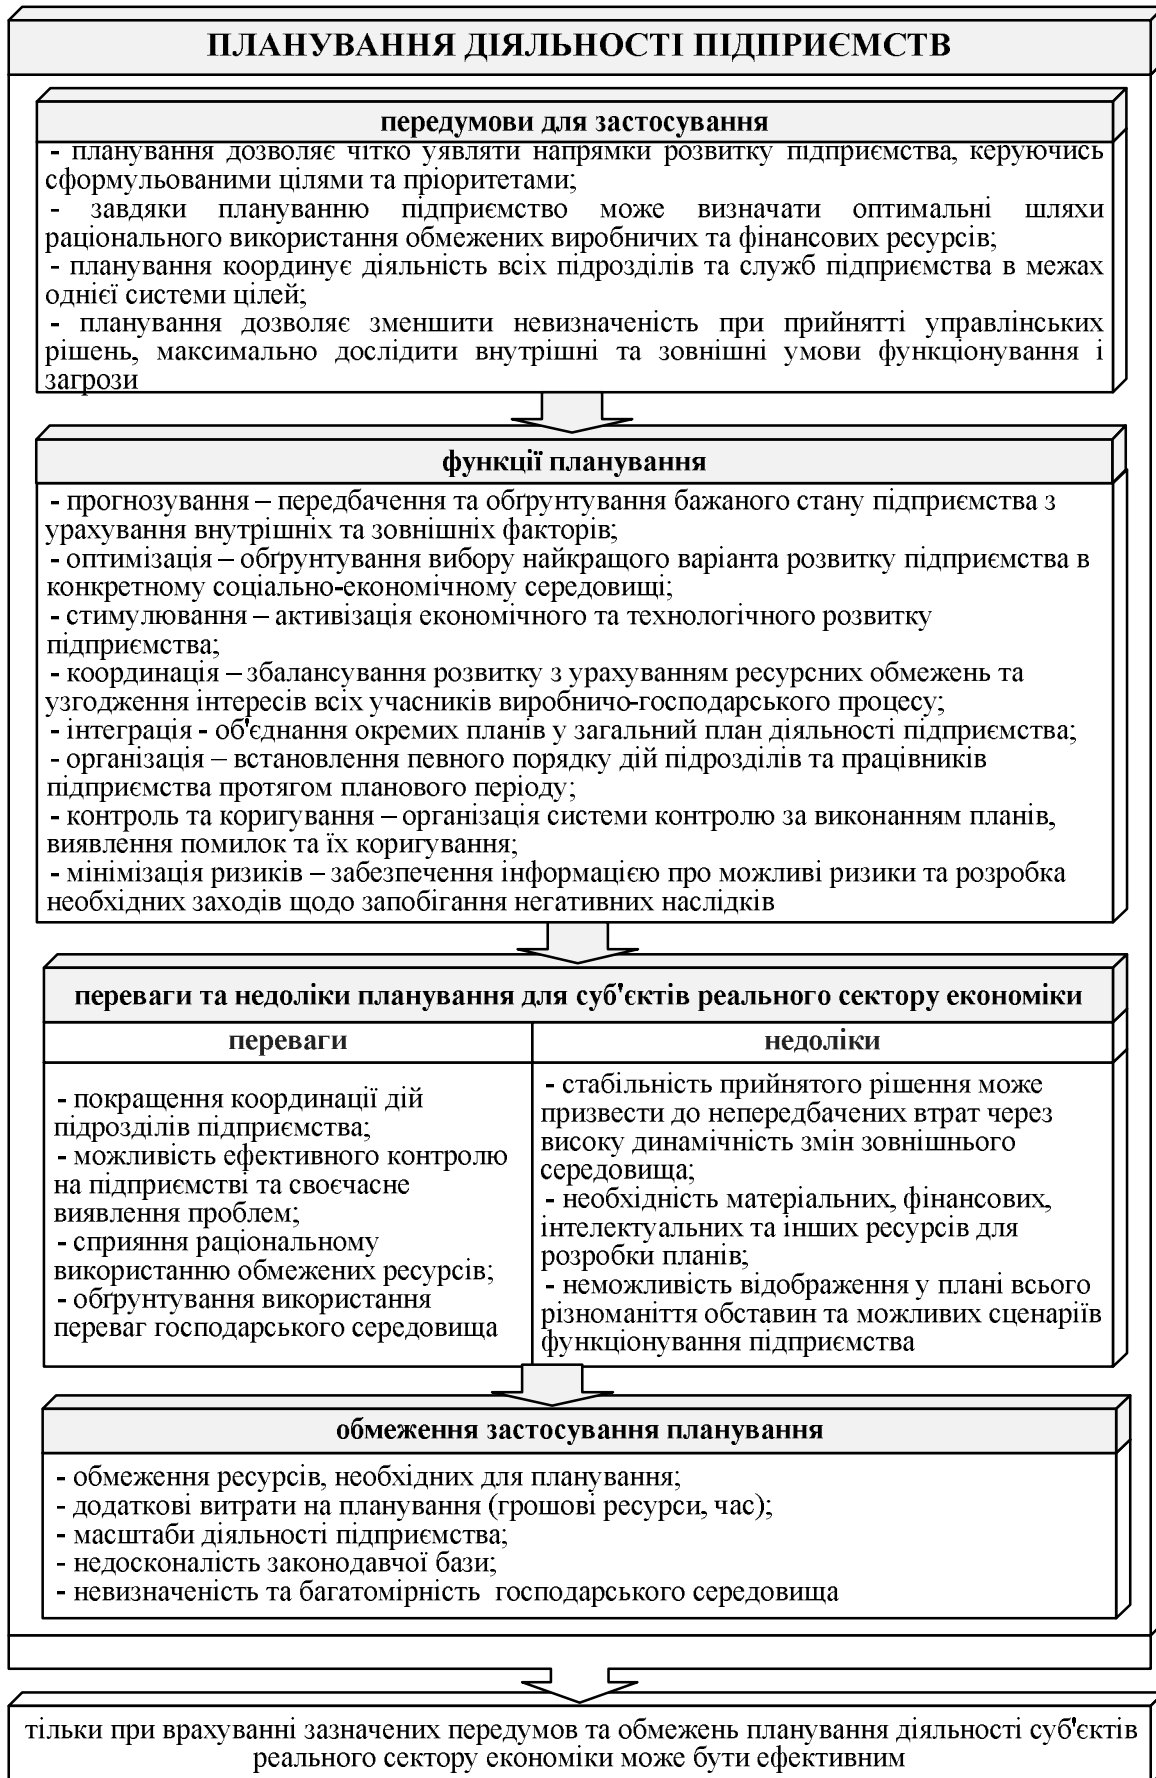 ПЛАНУВАННЯ ДІЯЛЬНОСТІ ПІДПРИЄМСТВ
передумови для застосування
- планування дозволяє чітко уявляти напрямки розвитку підприємства, керуючись
сформульованими цілями та пріоритетами;
- завдяки плануванню підприємство може визначати оптимальні шляхи
раціонального використання обмежених виробничих та фінансових ресурсів;
- планування координує діяльність всіх підрозділів та служб підприємства в межах
однієї системи цілей;
- планування дозволяє зменшити невизначеність при прийнятті управлінських
рішень, максимально дослідити внутрішні та зовнішні умови функціонування і
загрози
функції планування
- прогнозування – передбачення та обґрунтування бажаного стану підприємства з
урахування внутрішніх та зовнішніх факторів;
- оптимізація – обґрунтування вибору найкращого варіанта розвитку підприємства в
конкретному соціально-економічному середовищі;
- стимулювання – активізація економічного та технологічного розвитку
підприємства;
- координація – збалансування розвитку з урахуванням ресурсних обмежень та
узгодження інтересів всіх учасників виробничо-господарського процесу;
- інтеграція - об'єднання окремих планів у загальний план діяльності підприємства;
- організація – встановлення певного порядку дій підрозділів та працівників
підприємства протягом планового періоду;
- контроль та коригування – організація системи контролю за виконанням планів,
виявлення помилок та їх коригування;
- мінімізація ризиків – забезпечення інформацією про можливі ризики та розробка
необхідних заходів щодо запобігання негативних наслідків
переваги та недоліки планування для суб'єктів реального сектору економіки
переваги
- покращення координації дій
підрозділів підприємства;
- можливість ефективного контролю
на підприємстві та своєчасне
виявлення проблем;
- сприяння раціональному
використанню обмежених ресурсів;
- обґрунтування використання
переваг господарського середовища
недоліки
- стабільність прийнятого рішення може
призвести до непередбачених втрат через
високу динамічність змін зовнішнього
середовища;
- необхідність матеріальних, фінансових,
інтелектуальних та інших ресурсів для
розробки планів;
- неможливість відображення у плані всього
різноманіття обставин та можливих сценаріїв
функціонування підприємства
обмеження застосування планування
- обмеження ресурсів, необхідних для планування;
- додаткові витрати на планування (грошові ресурси, час);
- масштаби діяльності підприємства;
- недосконалість законодавчої бази;
- невизначеність та багатомірність господарського середовища
тільки при врахуванні зазначених передумов та обмежень планування діяльності суб'єктів
реального сектору економіки може бути ефективним